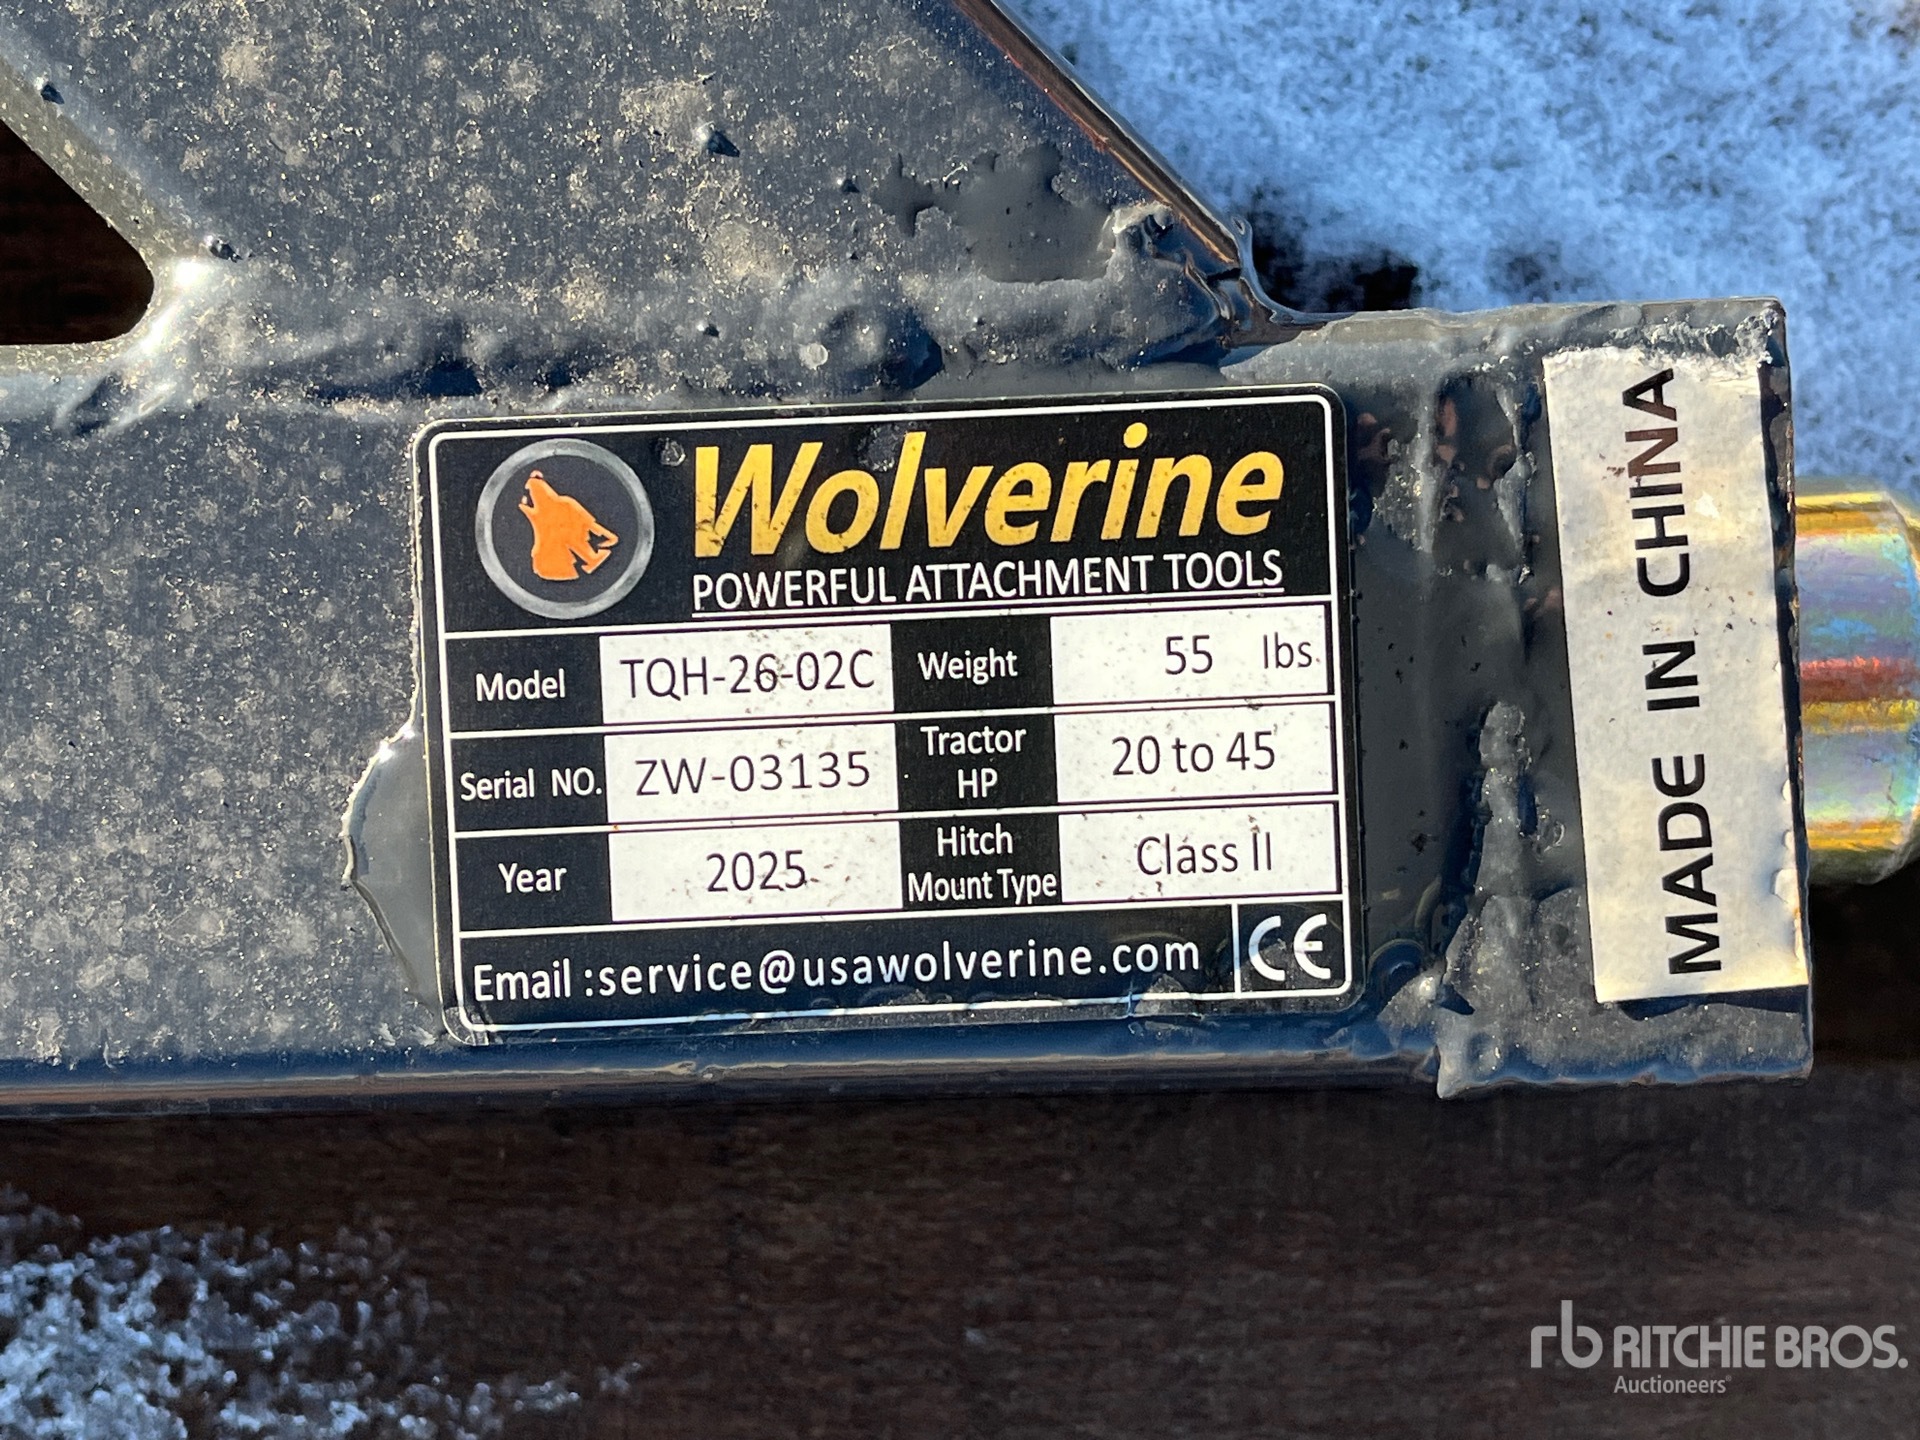 Wolverine
POWERFUL ATTACHMENT TOOLS
Model TQH-26-02C Weight 55 lbs
Serial NO. ZW-03135 Tractor HP 20 to 45
Year 2025 Hitch Mount Type Class II
Email :service@usawolverine.com CE
MADE IN CHINA
rb RITCHIE BROS.
Auctioneers